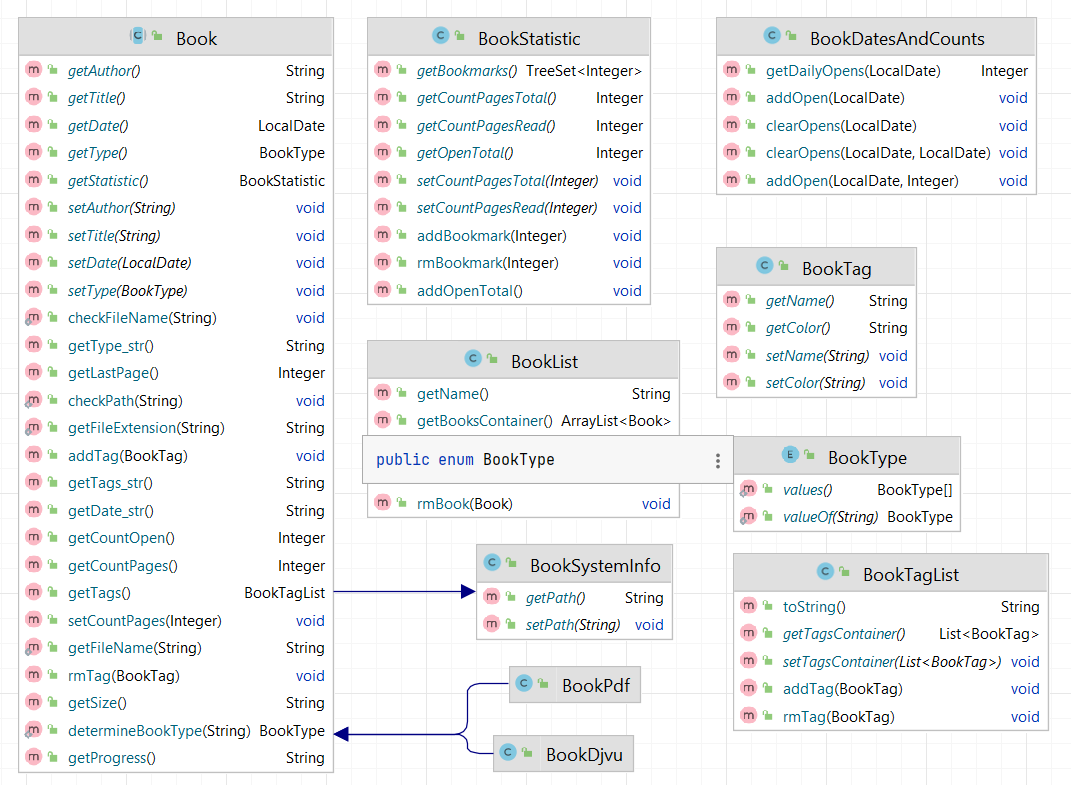 Book
getAuthor() String
getTitle() String
getDate() LocalDate
getType() BookType
getStatistic() BookStatistic
setAuthor(String) void
setTitle(String) void
setDate(LocalDate) void
setType(BookType) void
checkFileName(String) void
getType_str() String
getLastPage() Integer
checkPath(String) void
getFileExtension(String) String
addTag(BookTag) void
getTags_str() String
getDate_str() String
getCountOpen() Integer
getCountPages() Integer
getTags() BookTagList
setCountPages(Integer) void
getFileName(String) String
rmTag(BookTag) void
getSize() String
determineBookType(String) BookType
getProgress() String
BookStatistic
getBookmarks() TreeSet<Integer>
getCountPagesTotal() Integer
getCountPagesRead() Integer
getOpenTotal() Integer
setCountPagesTotal(Integer) void
setCountPagesRead(Integer) void
addBookmark(Integer) void
rmBookmark(Integer) void
addOpenTotal() void
BookList
getName() String
getBooksContainer() ArrayList<Book>
public enum BookType
rmBook(Book) void
BookSystemInfo
getPath() String
setPath(String) void
BookPdf
BookDjvu
BookDatesAndCounts
getDailyOpens(LocalDate) Integer
addOpen(LocalDate) void
clearOpens(LocalDate) void
clearOpens(LocalDate, LocalDate) void
addOpen(LocalDate, Integer) void
BookTag
getName() String
getColor() String
setName(String) void
setColor(String) void
BookType
values() BookType[]
valueOf(String) BookType
BookTagList
toString() String
getTagsContainer() List<BookTag>
setTagsContainer(List<BookTag>) void
addTag(BookTag) void
rmTag(BookTag) void